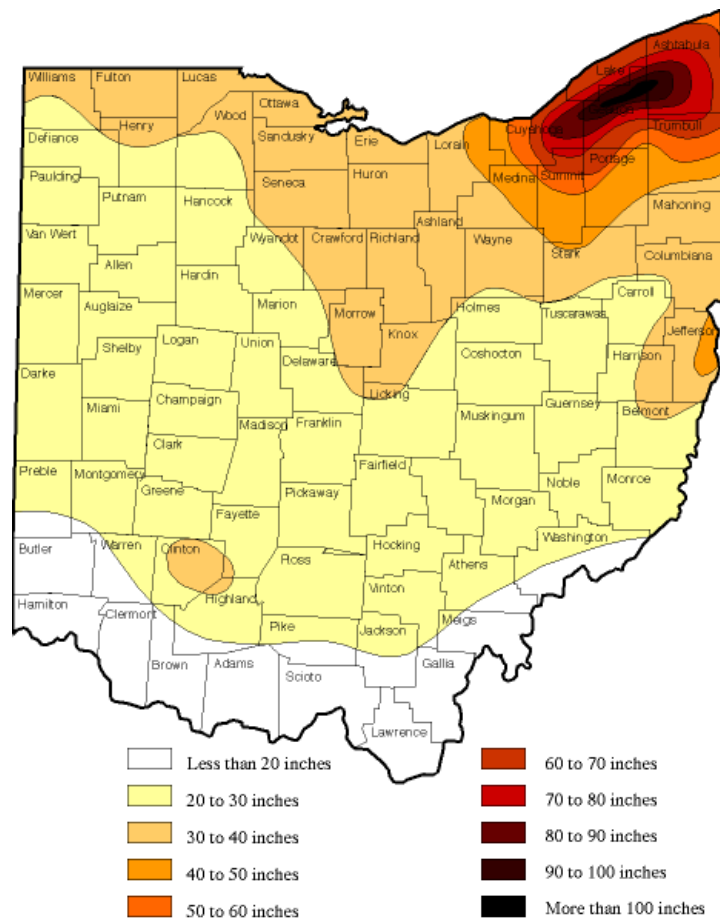 Ashtabula
Lake
Williams
Fulton
Lucas
Ottawa
Wood
Henry
Cuyahoga
Trumbull
Defiance
Sandusky
Erie
Lorain
Portage
Medina
Summit
Paulding
Seneca
Huron
Putnam
Hancock
Mahoning
Ashland
Van Wert
Wyandot
Crawford
Richland
Wayne
Stark
Columbiana
Allen
Hardin
Mercer
Carroll
Auglaize
Marion
Morrow
Holmes
Tuscarawas
Jefferson
Knox
Logan
Union
Shelby
Coshocton
Harrison
Delaware
Darke
Licking
Champaign
Guernsey
Miami
Belmont
Madison
Franklin
Muskingum
Clark
Preble
Montgomery
Fairfield
Monroe
Noble
Greene
Pickaway
Morgan
Fayette
Washington
Butler
Warren
Clinton
Hocking
Ross
Athens
Vinton
Highland
Hamilton
Clermont
Meigs
Pike
Jackson
Brown
Adams
Gallia
Scioto
Lawrence
Less than 20 inches
20 to 30 inches
30 to 40 inches
40 to 50 inches
50 to 60 inches
60 to 70 inches
70 to 80 inches
80 to 90 inches
90 to 100 inches
More than 100 inches